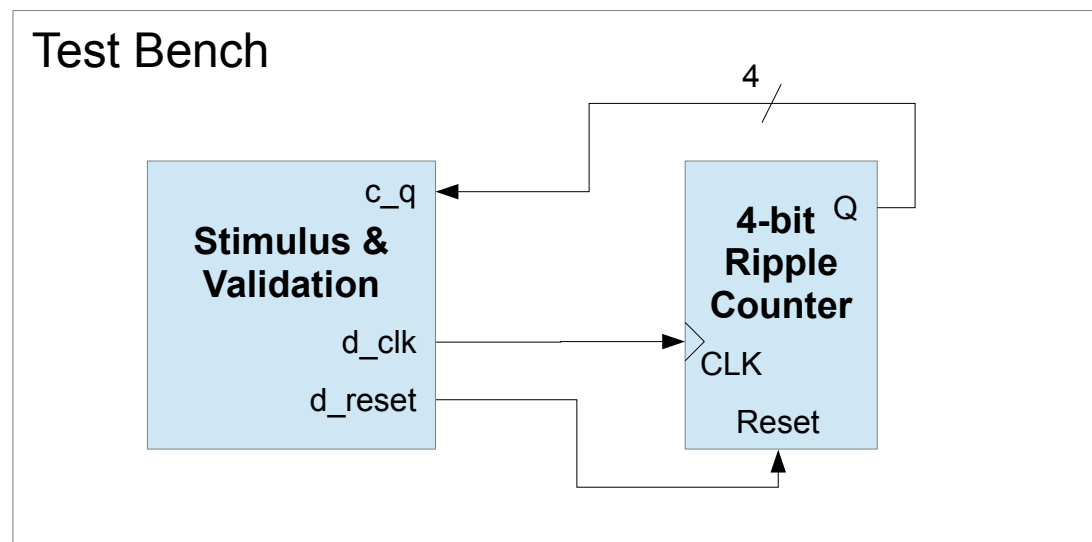 Test Bench
4
c_q
Stimulus &
Validation
d_clk
d_reset
Q
4-bit
Ripple
Counter
CLK
Reset